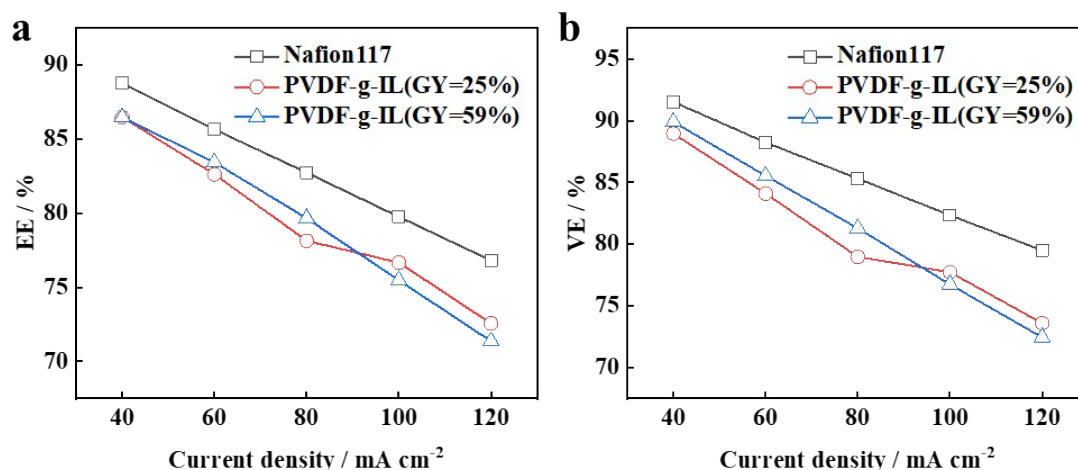 a
Nafion117
PVDF-g-IL(GY=25%)
PVDF-g-IL(GY=59%)
EE / %
90
85
80
75
70
40 60 80 100 120
Current density / mA cm⁻²
b
Nafion117
PVDF-g-IL(GY=25%)
PVDF-g-IL(GY=59%)
VE / %
95
90
85
80
75
70
40 60 80 100 120
Current density / mA cm⁻²